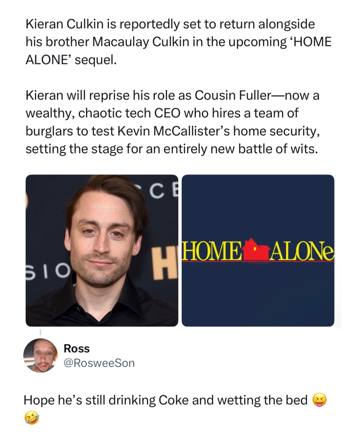 Kieran Culkin is reportedly set to return alongside
his brother Macaulay Culkin in the upcoming ‘HOME
ALONE’ sequel.
Kieran will reprise his role as Cousin Fuller—now a
wealthy, chaotic tech CEO who hires a team of
burglars to test Kevin McCallister’s home security,
setting the stage for an entirely new battle of wits.
CCE
SIO
H
HOME ALONe
Ross
@RosweeSon
Hope he’s still drinking Coke and wetting the bed 😝
🤣